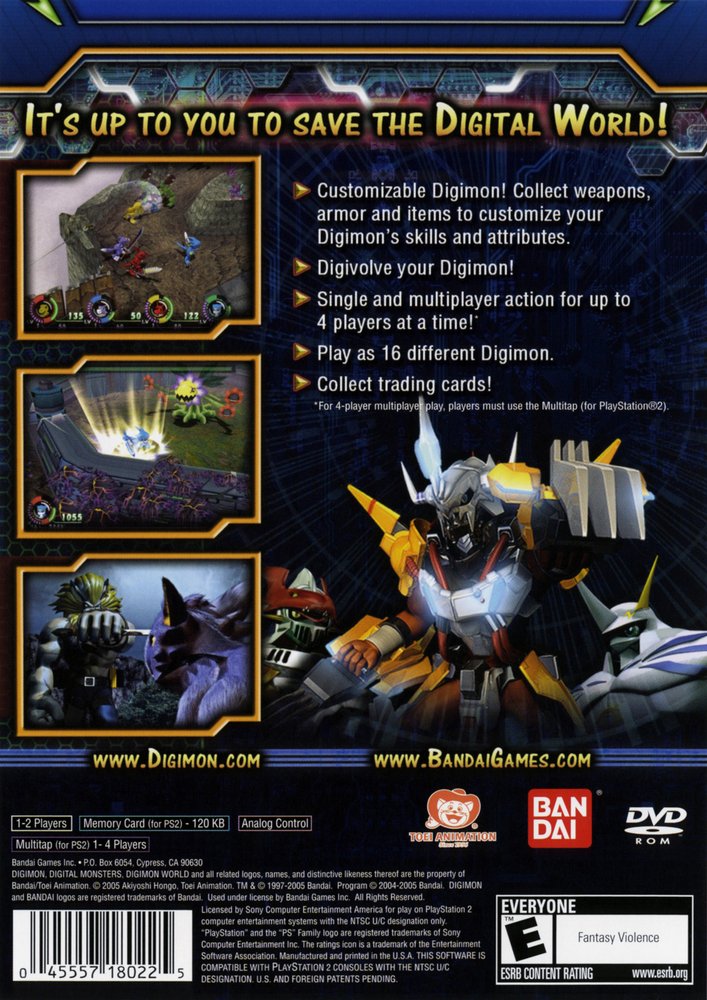 IT'S UP TO YOU TO SAVE THE DIGITAL WORLD!
Customizable Digimon! Collect weapons,
armor and items to customize your
Digimon's skills and attributes.
Digivolve your Digimon!
Single and multiplayer action for up to
4 players at a time!*
Play as 16 different Digimon.
Collect trading cards!
*For 4-player multiplayer play, players must use the Multitap (for PlayStation®2).
135 50 122
1055
WWW.DIGIMON.COM WWW.BANDAIGAMES.COM
1-2 Players Memory Card (for PS2) - 120 KB Analog Control
Multitap (for PS2) 1- 4 Players
TOEI ANIMATION
Since 1956
BAN
DAI
®
DVD
ROM
Bandai Games Inc. • P.O. Box 6054, Cypress, CA 90630
DIGIMON, DIGITAL MONSTERS, DIGIMON WORLD and all related logos, names, and distinctive likeness thereof are the property of
Bandai/Toei Animation. © 2005 Akiyoshi Hongo, Toei Animation. TM & © 1997-2005 Bandai. Program © 2004-2005 Bandai. DIGIMON
and BANDAI logos are registered trademarks of Bandai. Used under license by Bandai Games Inc. All Rights Reserved.
Licensed by Sony Computer Entertainment America for play on PlayStation 2
computer entertainment systems with the NTSC U/C designation only.
"PlayStation" and the "PS" Family logo are registered trademarks of Sony
Computer Entertainment Inc. The ratings icon is a trademark of the Entertainment
Software Association. Manufactured and printed in the U.S.A. THIS SOFTWARE IS
COMPATIBLE WITH PLAYSTATION 2 CONSOLES WITH THE NTSC U/C
DESIGNATION. U.S. AND FOREIGN PATENTS PENDING.
0 45557 18022 5
EVERYONE
E
TM
Fantasy Violence
ESRB CONTENT RATING www.esrb.org